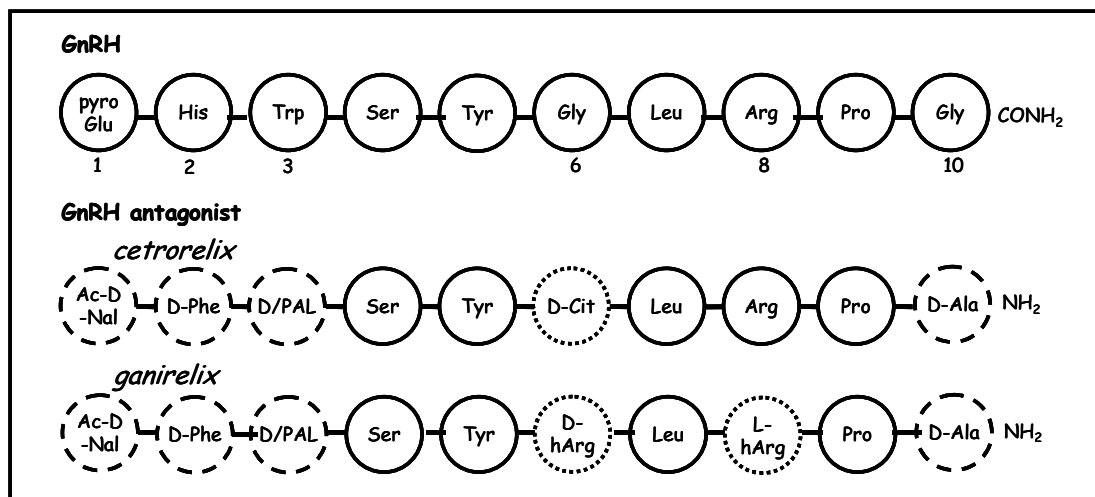 GnRH
pyro Glu His Trp Ser Tyr Gly Leu Arg Pro Gly CONH₂
1 2 3 6 8 10
GnRH antagonist
cetrorelix
Ac-D -Nal D-Phe D/PAL Ser Tyr D-Cit Leu Arg Pro D-Ala NH₂
ganirelix
Ac-D -Nal D-Phe D/PAL Ser Tyr D- hArg Leu L- hArg Pro D-Ala NH₂